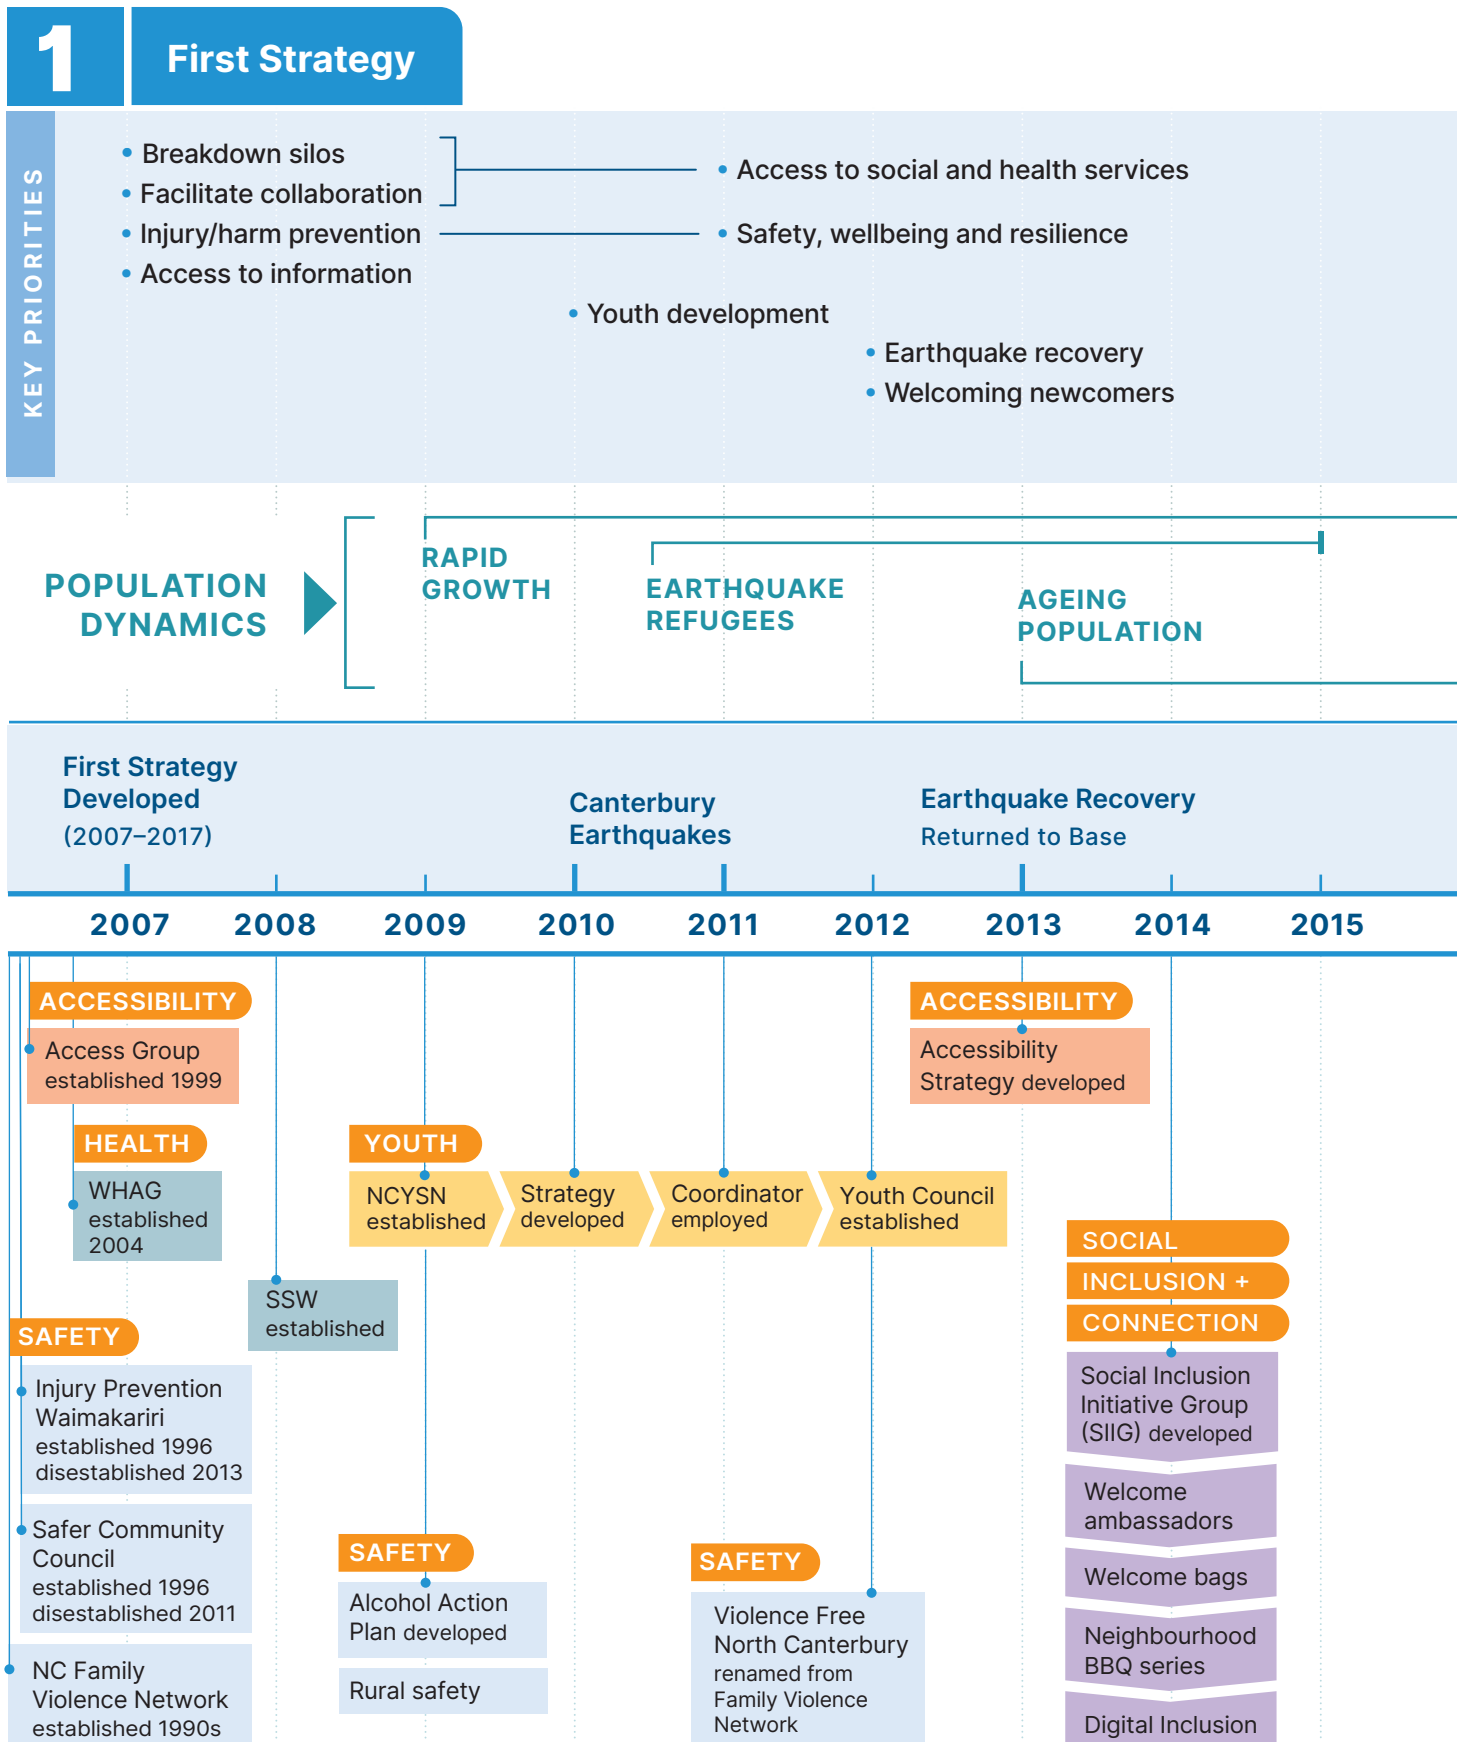 1
First Strategy
KEY PRIORITIES
• Breakdown silos
• Facilitate collaboration
• Injury/harm prevention
• Access to information
• Access to social and health services
• Safety, wellbeing and resilience
• Youth development
• Earthquake recovery
• Welcoming newcomers
POPULATION
DYNAMICS
RAPID
GROWTH
EARTHQUAKE
REFUGEES
AGEING
POPULATION
First Strategy
Developed
(2007–2017)
Canterbury
Earthquakes
Earthquake Recovery
Returned to Base
2007 2008 2009 2010 2011 2012 2013 2014 2015
ACCESSIBILITY
Access Group
established 1999
HEALTH
WHAG
established
2004
SSW
established
SAFETY
Injury Prevention
Waimakariri
established 1996
disestablished 2013
Safer Community
Council
established 1996
disestablished 2011
NC Family
Violence Network
established 1990s
YOUTH
NCYSN
established
Strategy
developed
Coordinator
employed
Youth Council
established
SAFETY
Alcohol Action
Plan developed
Rural safety
SAFETY
Violence Free
North Canterbury
renamed from
Family Violence
Network
ACCESSIBILITY
Accessibility
Strategy developed
SOCIAL
INCLUSION +
CONNECTION
Social Inclusion
Initiative Group
(SIIG) developed
Welcome
ambassadors
Welcome bags
Neighbourhood
BBQ series
Digital Inclusion